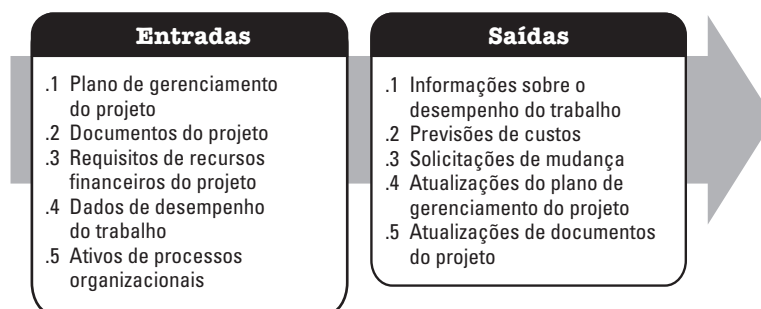 Entradas
.1 Plano de gerenciamento
do projeto
.2 Documentos do projeto
.3 Requisitos de recursos
financeiros do projeto
.4 Dados de desempenho
do trabalho
.5 Ativos de processos
organizacionais
Saídas
.1 Informações sobre o
desempenho do trabalho
.2 Previsões de custos
.3 Solicitações de mudança
.4 Atualizações do plano de
gerenciamento do projeto
.5 Atualizações de documentos
do projeto